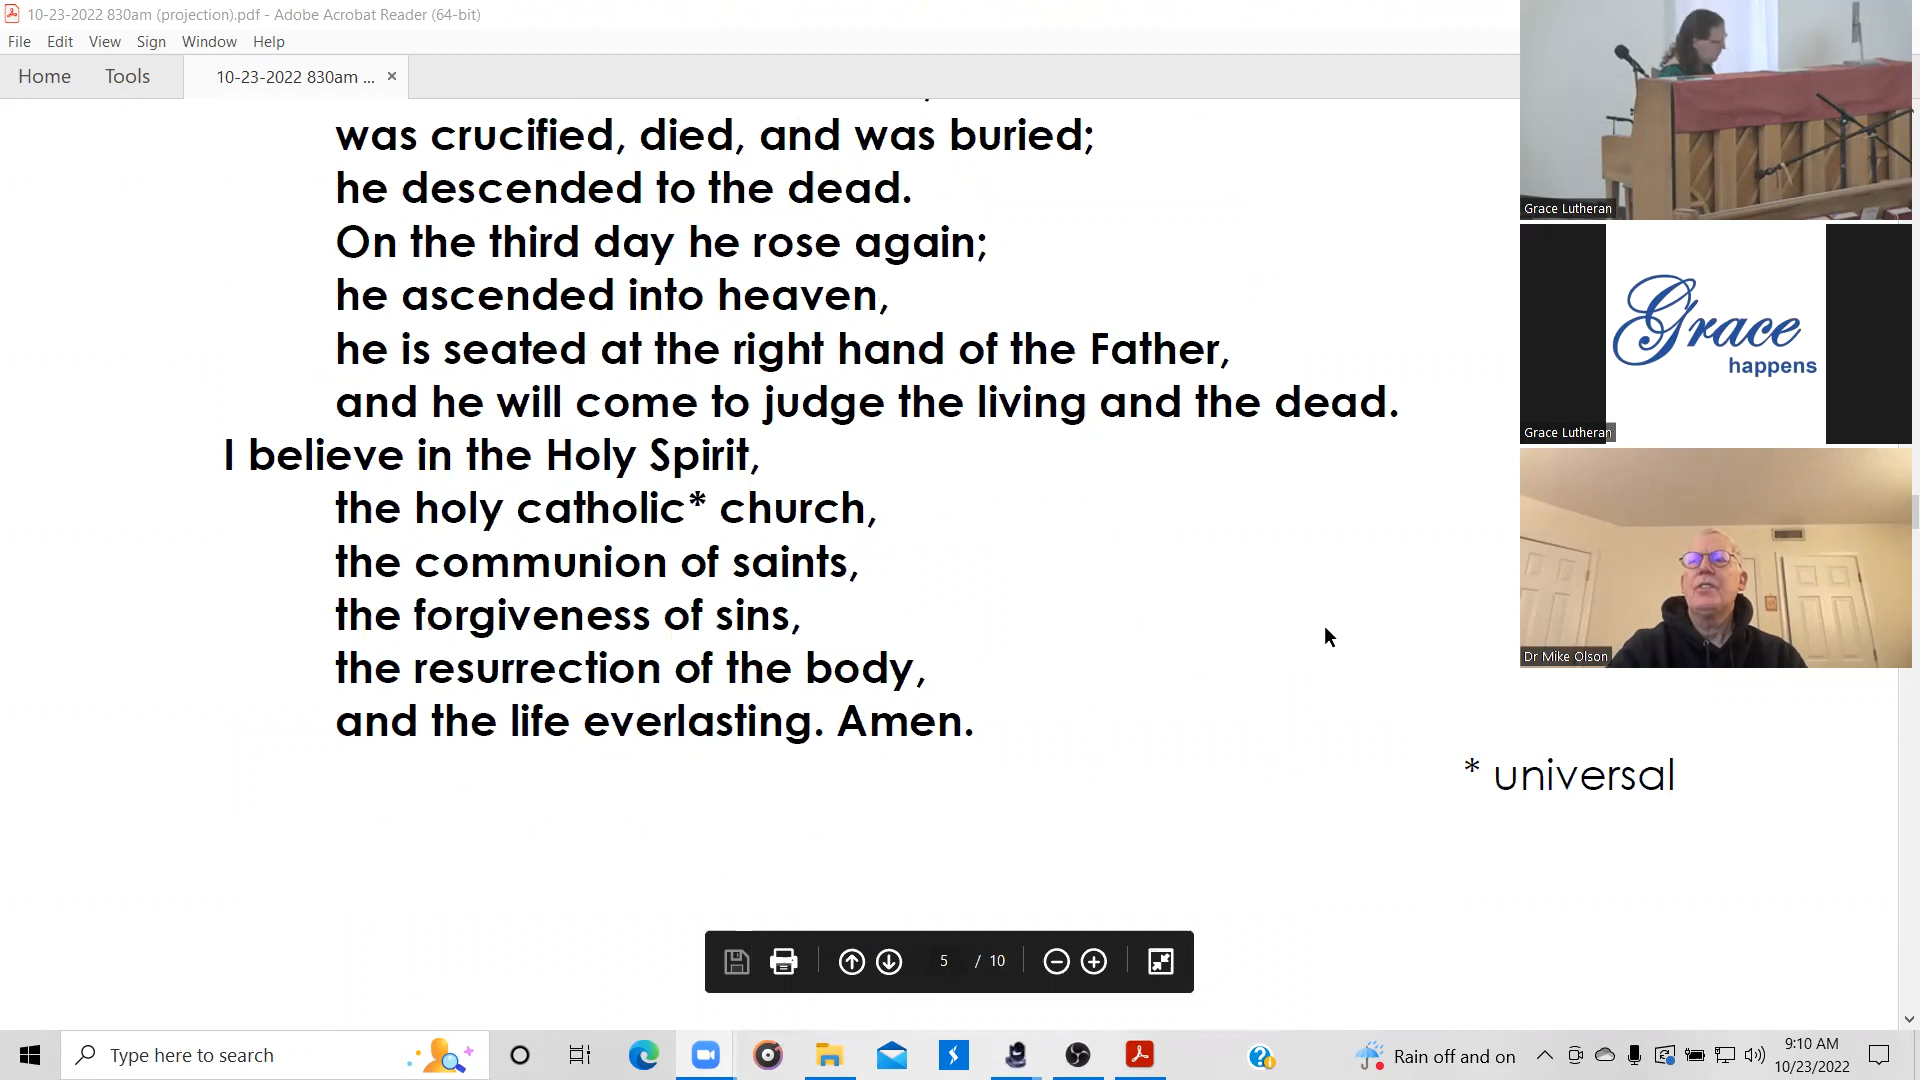 10-23-2022 830am (projection).pdf - Adobe Acrobat Reader (64-bit)
File Edit View Sign Window Help
Home Tools 10-23-2022 830am ... ×
was crucified, died, and was buried;
he descended to the dead.
On the third day he rose again;
he ascended into heaven,
he is seated at the right hand of the Father,
and he will come to judge the living and the dead.
I believe in the Holy Spirit,
the holy catholic* church,
the communion of saints,
the forgiveness of sins,
the resurrection of the body,
and the life everlasting. Amen.
* universal
Grace Lutheran
Grace
happens
Grace Lutheran
Dr Mike Olson
5 / 10
Type here to search
Rain off and on
9:10 AM
10/23/2022